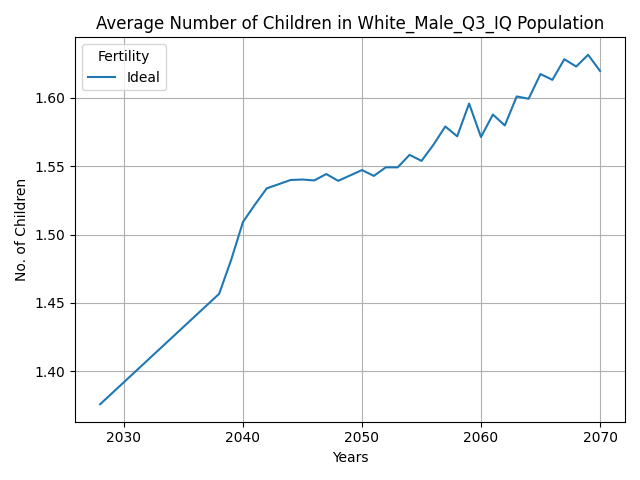 Average Number of Children in White_Male_Q3_IQ Population
Fertility
Ideal
No. of Children
1.60
1.55
1.50
1.45
1.40
2030
2040
2050
2060
2070
Years